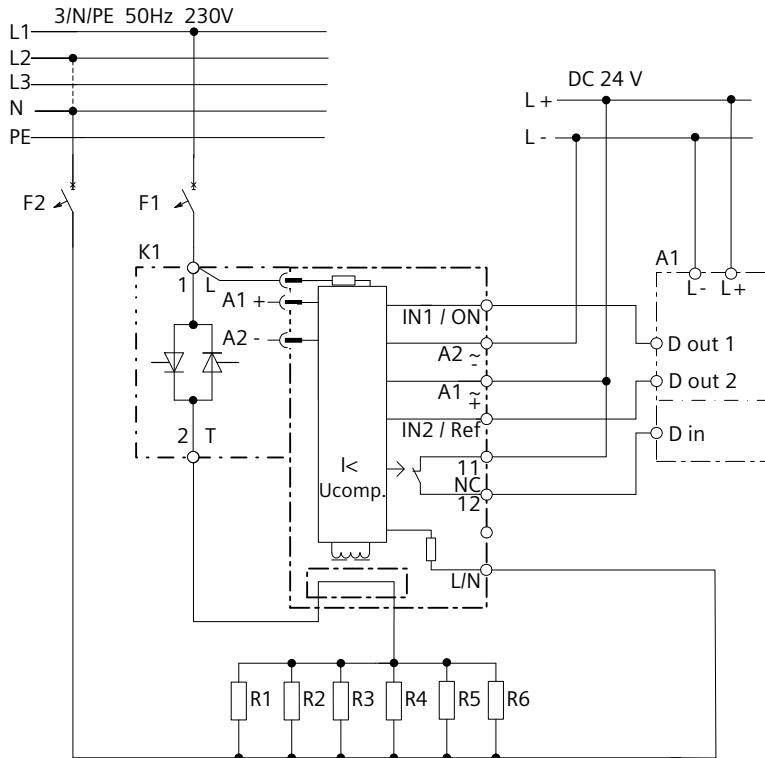 3/N/PE 50Hz 230V
L1
L2
L3
N
PE
DC 24 V
L +
L -
F2
F1
K1
1
L
A1 +
A2 -
2
T
I<
Ucomp.
IN1 / ON
A2 ~
-
A1 ~
+
IN2 / Ref
11
NC
12
L/N
A1
L-
L+
D out 1
D out 2
D in
R1
R2
R3
R4
R5
R6